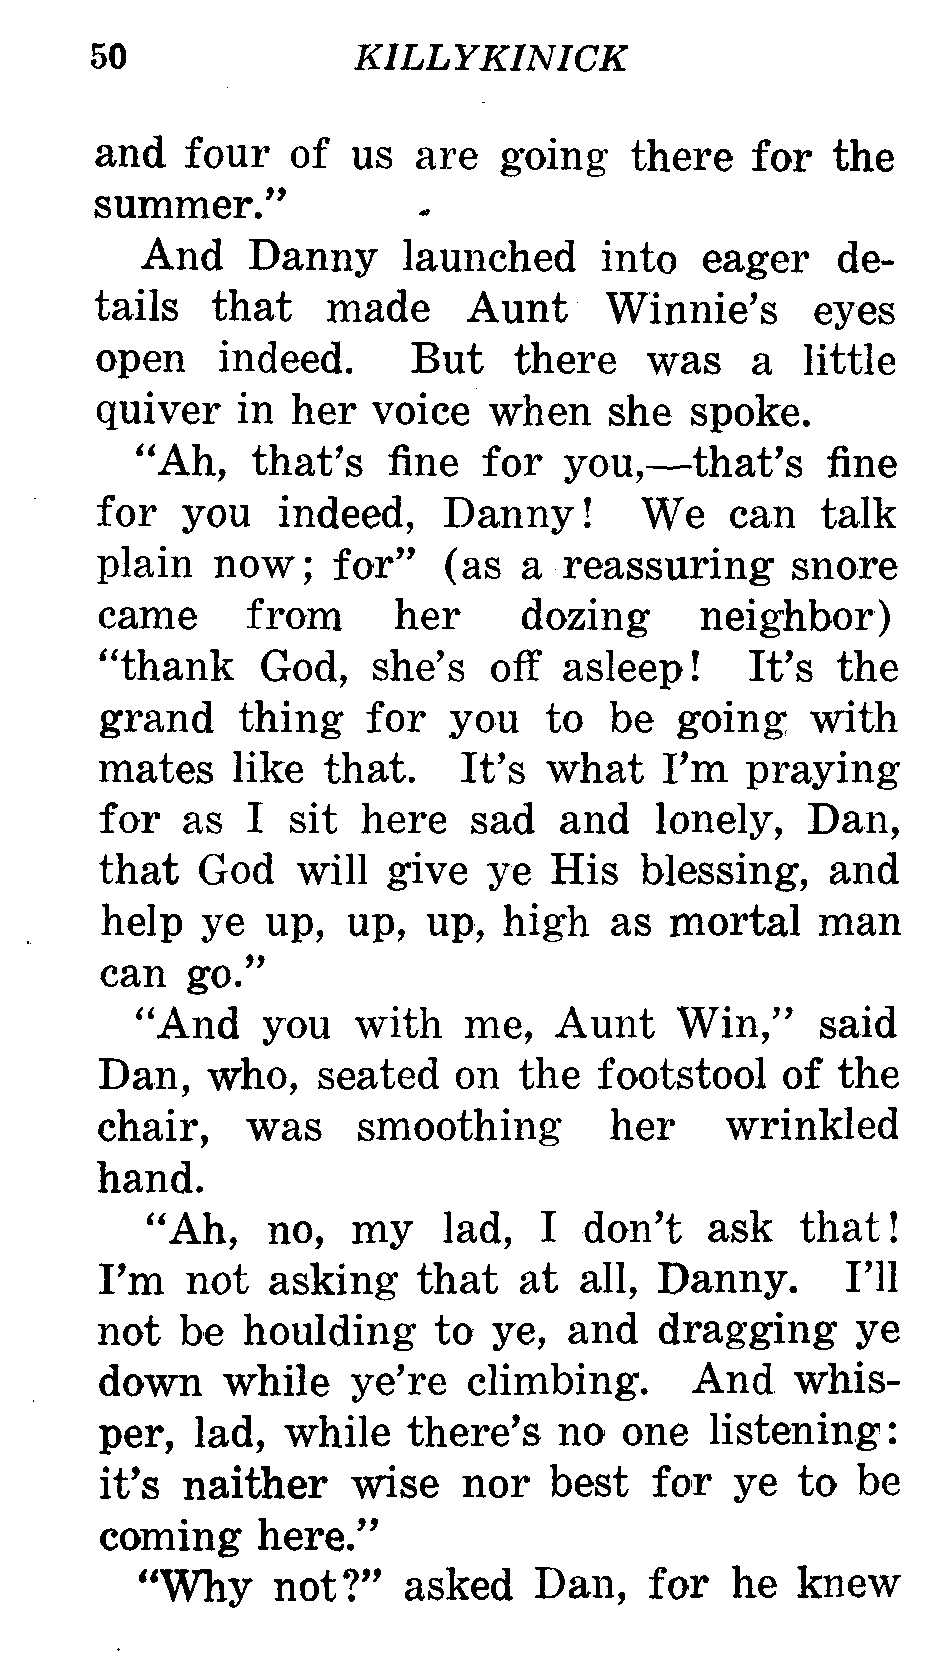 50 KILLYKINICK
and four of us are going there for the
summer.”
And Danny launched into eager de-
tails that made Aunt Winnie’s eyes
open indeed. But there was a little
quiver in her voice when she spoke.
“Ah, that’s fine for you,—that’s fine
for you indeed, Danny! We can talk
plain now; for” (as a reassuring snore
came from her dozing neighbor)
“thank God, she’s off asleep! It’s the
grand thing for you to be going with
mates like that. It’s what I’m praying
for as I sit here sad and lonely, Dan,
that God will give ye His blessing, and
help ye up, up, up, high as mortal man
can go.”
“And you with me, Aunt Win,” said
Dan, who, seated on the footstool of the
chair, was smoothing her wrinkled
hand.
“Ah, no, my lad, I don’t ask that!
I’m not asking that at all, Danny. I’ll
not be houlding to ye, and dragging ye
down while ye’re climbing. And whis-
per, lad, while there’s no one listening:
it’s naither wise nor best for ye to be
coming here.”
“Why not?” asked Dan, for he knew